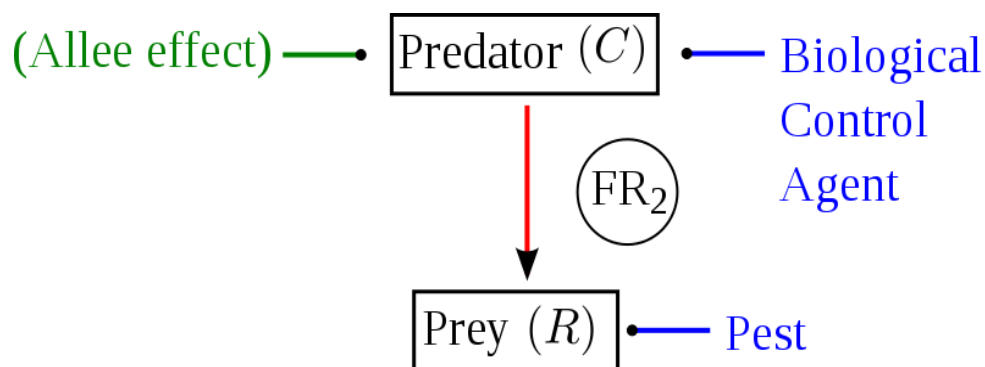 (Allee effect)
Predator (C)
Biological
Control
Agent
FR₂
Prey (R)
Pest